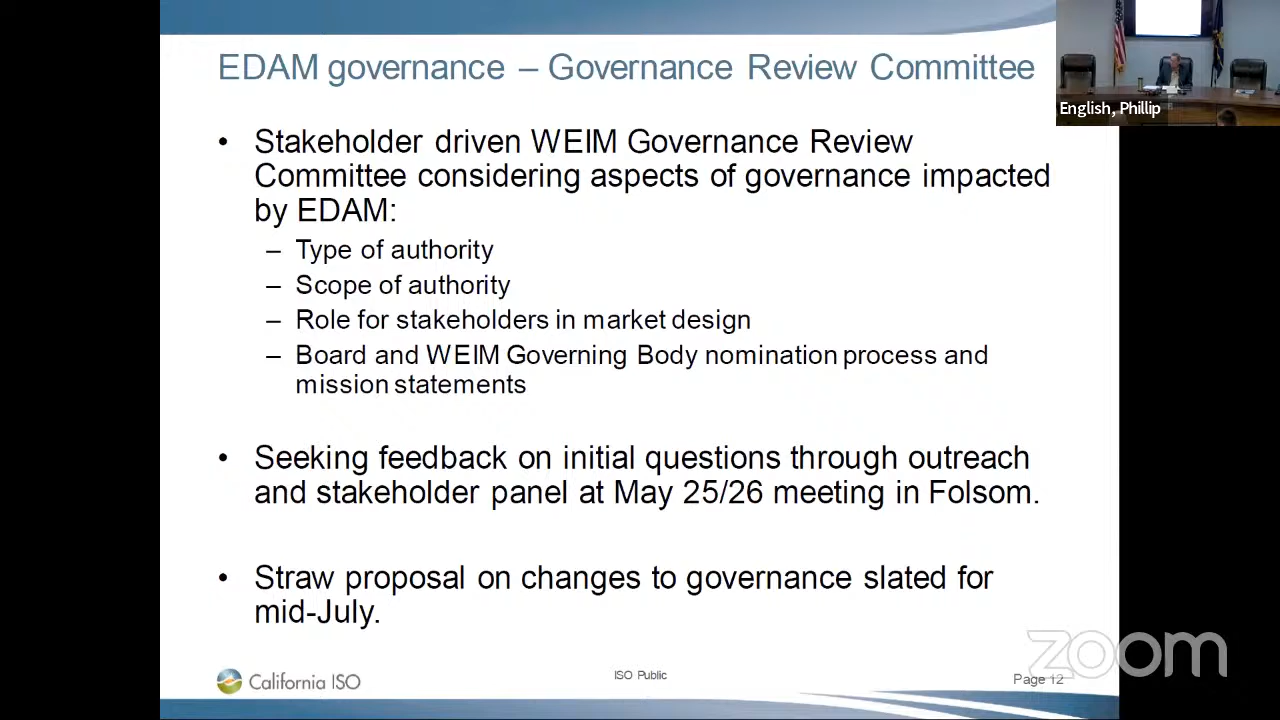 EDAM governance – Governance Review Committee
English, Phillip
• Stakeholder driven WEIM Governance Review
Committee considering aspects of governance impacted
by EDAM:
– Type of authority
– Scope of authority
– Role for stakeholders in market design
– Board and WEIM Governing Body nomination process and
mission statements
• Seeking feedback on initial questions through outreach
and stakeholder panel at May 25/26 meeting in Folsom.
• Straw proposal on changes to governance slated for
mid-July.
California ISO
ISO Public
Page 12
zoom